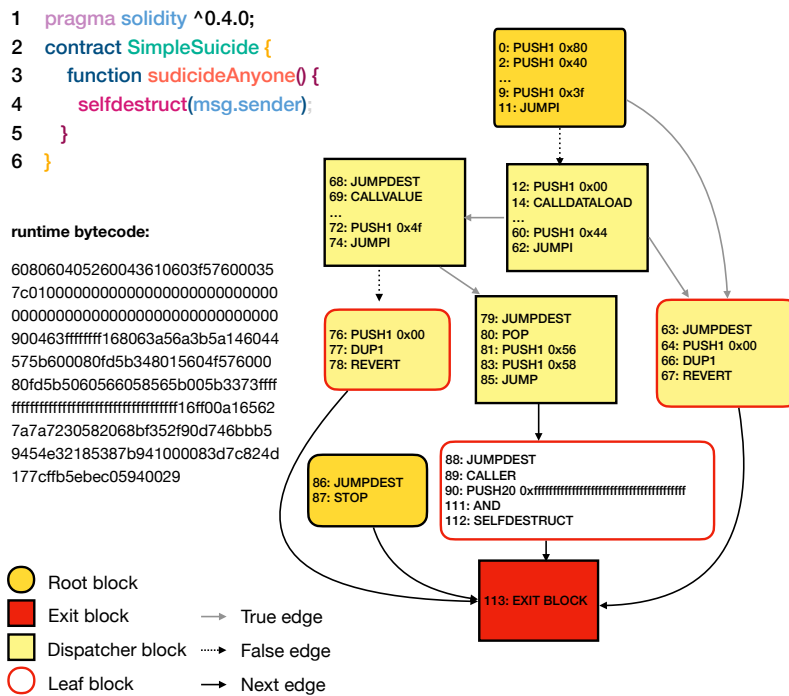 1 pragma solidity ^0.4.0;
2 contract SimpleSuicide {
3 function sudicideAnyone() {
4 selfdestruct(msg.sender);
5 }
6 }
runtime bytecode:
608060405260043610603f57600035
7c0100000000000000000000000000
000000000000000000000000000000
900463ffffffff168063a56a3b5a146044
575b600080fd5b348015604f576000
80fd5b5060566058565b005b3373ffff
ffffffffffffffffffffffffffffffffffff16ff00a16562
7a7a7230582068bf352f90d746bbb5
9454e32185387b941000083d7c824d
177cffb5ebec05940029
0: PUSH1 0x80
2: PUSH1 0x40
...
9: PUSH1 0x3f
11: JUMPI
68: JUMPDEST
69: CALLVALUE
...
72: PUSH1 0x4f
74: JUMPI
12: PUSH1 0x00
14: CALLDATALOAD
...
60: PUSH1 0x44
62: JUMPI
76: PUSH1 0x00
77: DUP1
78: REVERT
79: JUMPDEST
80: POP
81: PUSH1 0x56
83: PUSH1 0x58
85: JUMP
63: JUMPDEST
64: PUSH1 0x00
66: DUP1
67: REVERT
86: JUMPDEST
87: STOP
88: JUMPDEST
89: CALLER
90: PUSH20 0xffffffffffffffffffffffffffffffffffffffff
111: AND
112: SELFDESTRUCT
113: EXIT BLOCK
Root block
Exit block
Dispatcher block
Leaf block
True edge
False edge
Next edge